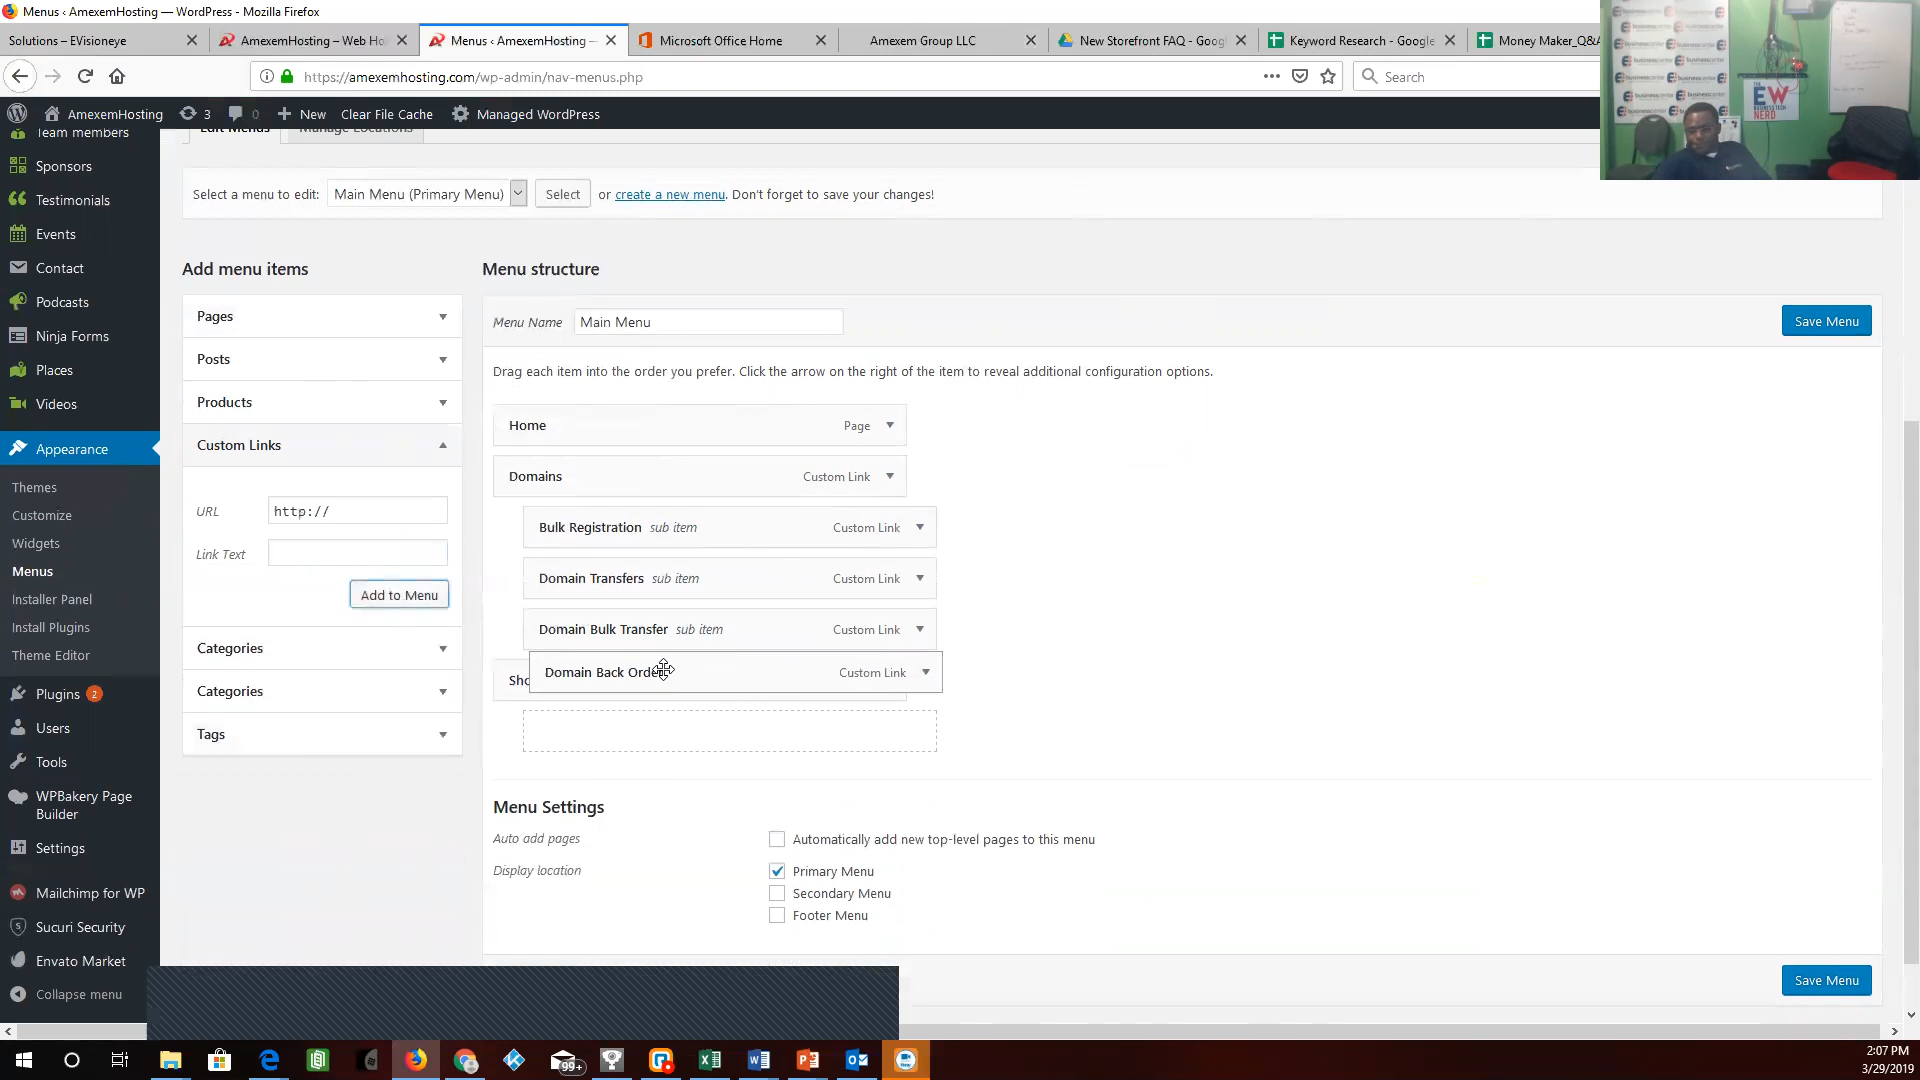 Menus ‹ AmexemHosting — WordPress - Mozilla Firefox
Solutions – EVisioneye
AmexemHosting – Web Ho
Menus ‹ AmexemHosting —
Microsoft Office Home
Amexem Group LLC
New Storefront FAQ - Goog
Keyword Research - Google
Money Maker_Q&A
https://amexemhosting.com/wp-admin/nav-menus.php
Search
AmexemHosting
3
0
New
Clear File Cache
Managed WordPress
Team members
Sponsors
Testimonials
Events
Contact
Podcasts
Ninja Forms
Places
Videos
Appearance
Themes
Customize
Widgets
Menus
Installer Panel
Install Plugins
Theme Editor
Plugins 2
Users
Tools
WPBakery Page
Builder
Settings
Mailchimp for WP
Sucuri Security
Envato Market
Collapse menu
Edit Menus
Manage Locations
Select a menu to edit: Main Menu (Primary Menu) Select or create a new menu. Don't forget to save your changes!
Add menu items
Pages
Posts
Products
Custom Links
URL http://
Link Text
Add to Menu
Categories
Categories
Tags
Menu structure
Menu Name Main Menu
Save Menu
Drag each item into the order you prefer. Click the arrow on the right of the item to reveal additional configuration options.
Home Page
Domains Custom Link
Bulk Registration sub item Custom Link
Domain Transfers sub item Custom Link
Domain Bulk Transfer sub item Custom Link
Domain Back Order Custom Link
Sho
Menu Settings
Auto add pages
Automatically add new top-level pages to this menu
Display location
Primary Menu
Secondary Menu
Footer Menu
Save Menu
EW
BUSINESS TECH
NERD
99+
2:07 PM
3/29/2019